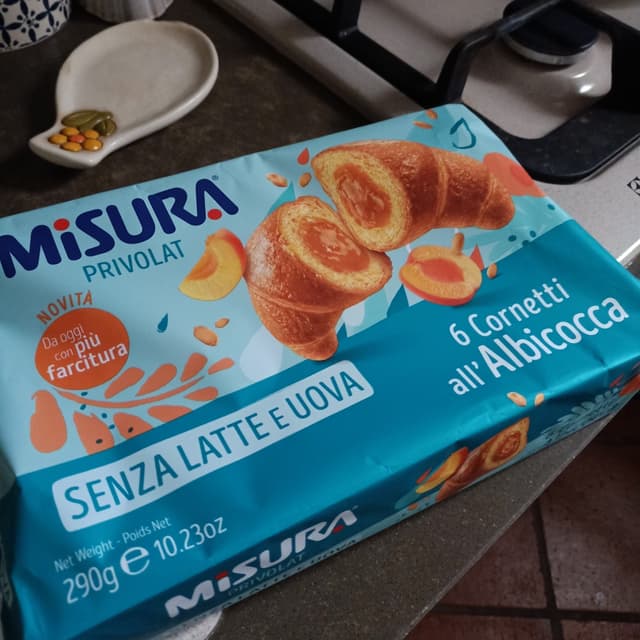 MiSURA
PRIVOLAT
NOVITÀ
Da oggi
con più
farcitura
6 Cornetti
all'Albicocca
SENZA LATTE E UOVA
Net Weight - Poids Net
290g e 10.23oz
MiSURA
PRIVOLAT